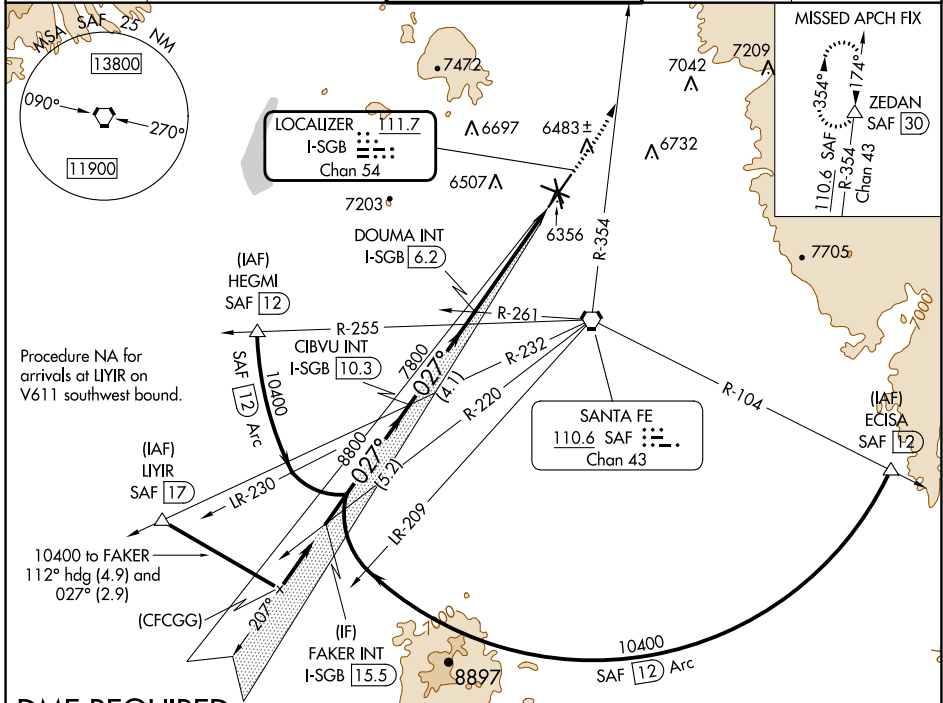 MSA SAF 25 NM
13800
090°
270°
11900
LOCALIZER 111.7
I-SGB
Chan 54
7472
6697
6483±
7042
7209
6732
6507
7203
6356
MISSED APCH FIX
354°
174°
ZEDAN
SAF 30
110.6 SAF
R-354
Chan 43
7705
7000
R-354
DOUMA INT
I-SGB 6.2
(IAF)
HEGMI
SAF 12
R-255
R-261
CIBVU INT
I-SGB 10.3
7800
027°
(4.1)
R-232
R-220
R-104
Procedure NA for
arrivals at LIYIR on
V611 southwest bound.
10400
SAF 12 Arc
SANTA FE
110.6 SAF
Chan 43
(IAF)
ECISA
SAF 12
8800
027°
(5.2)
(IAF)
LIYIR
SAF 17
LR-230
LR-209
10400 to FAKER
112° hdg (4.9) and
027° (2.9)
(CFCGG)
207°
(IF)
FAKER INT
I-SGB 15.5
7000
8897
10400
SAF 12 Arc
DME REQUIRED